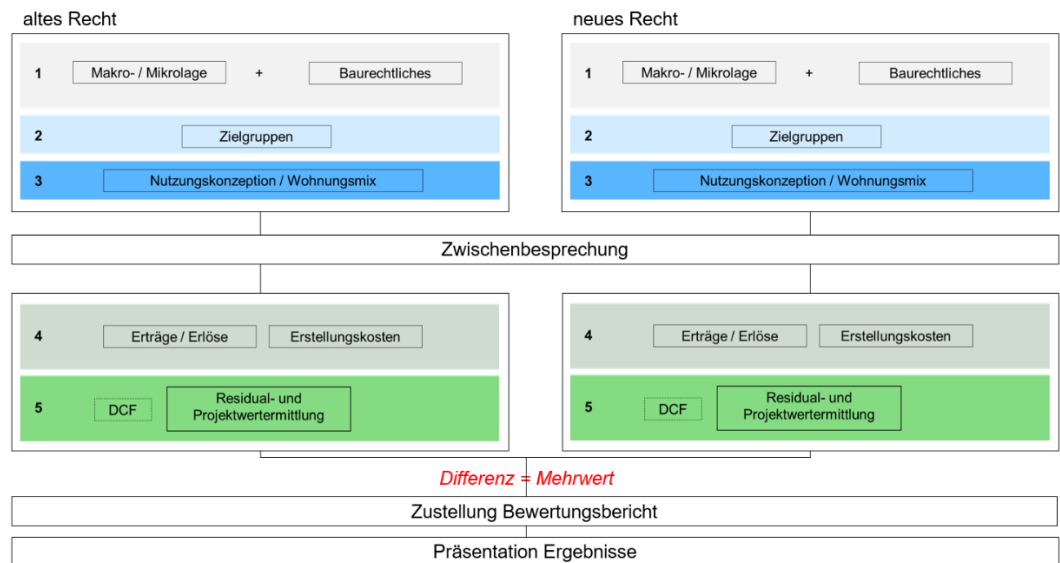 altes Recht
neues Recht
1 Makro- / Mikrolage + Baurechtliches
1 Makro- / Mikrolage + Baurechtliches
2 Zielgruppen
2 Zielgruppen
3 Nutzungskonzeption / Wohnungsmix
3 Nutzungskonzeption / Wohnungsmix
Zwischenbesprechung
4 Erträge / Erlöse Erstellungskosten
4 Erträge / Erlöse Erstellungskosten
5 DCF Residual- und
Projektwertermittlung
5 DCF Residual- und
Projektwertermittlung
Differenz = Mehrwert
Zustellung Bewertungsbericht
Präsentation Ergebnisse